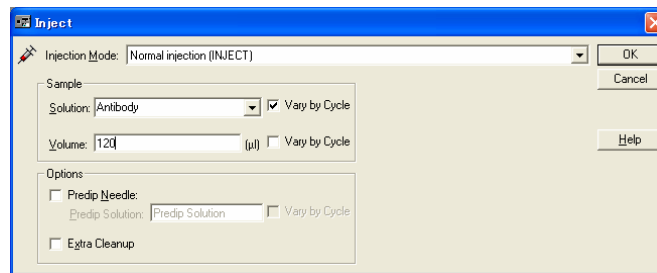 Inject
Injection Mode: Normal injection (INJECT)
OK
Cancel
Help
Sample
Solution: Antibody Vary by Cycle
Volume: 120 (µl) Vary by Cycle
Options
Predip Needle:
Predip Solution: Predip Solution Vary by Cycle
Extra Cleanup